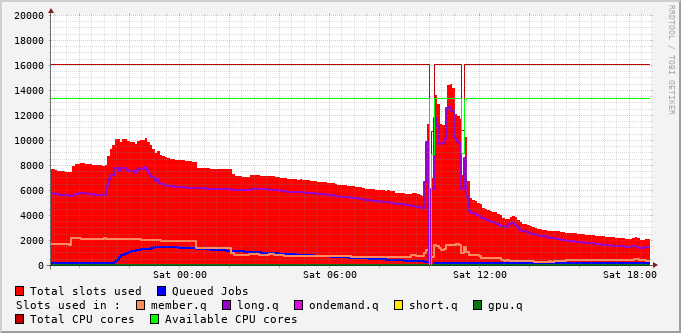 20000
18000
16000
14000
12000
10000
8000
6000
4000
2000
0
Sat 00:00 Sat 06:00 Sat 12:00 Sat 18:00
RRDTOOL / TOBI OETIKER
Total slots used Queued Jobs
Slots used in : member.q long.q ondemand.q short.q gpu.q
Total CPU cores Available CPU cores